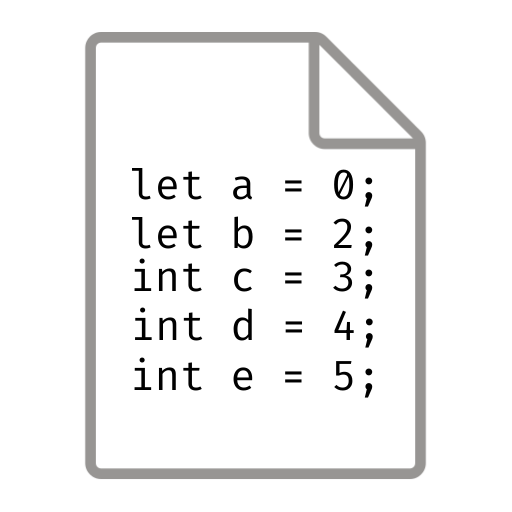 let a = 0;
let b = 2;
int c = 3;
int d = 4;
int e = 5;